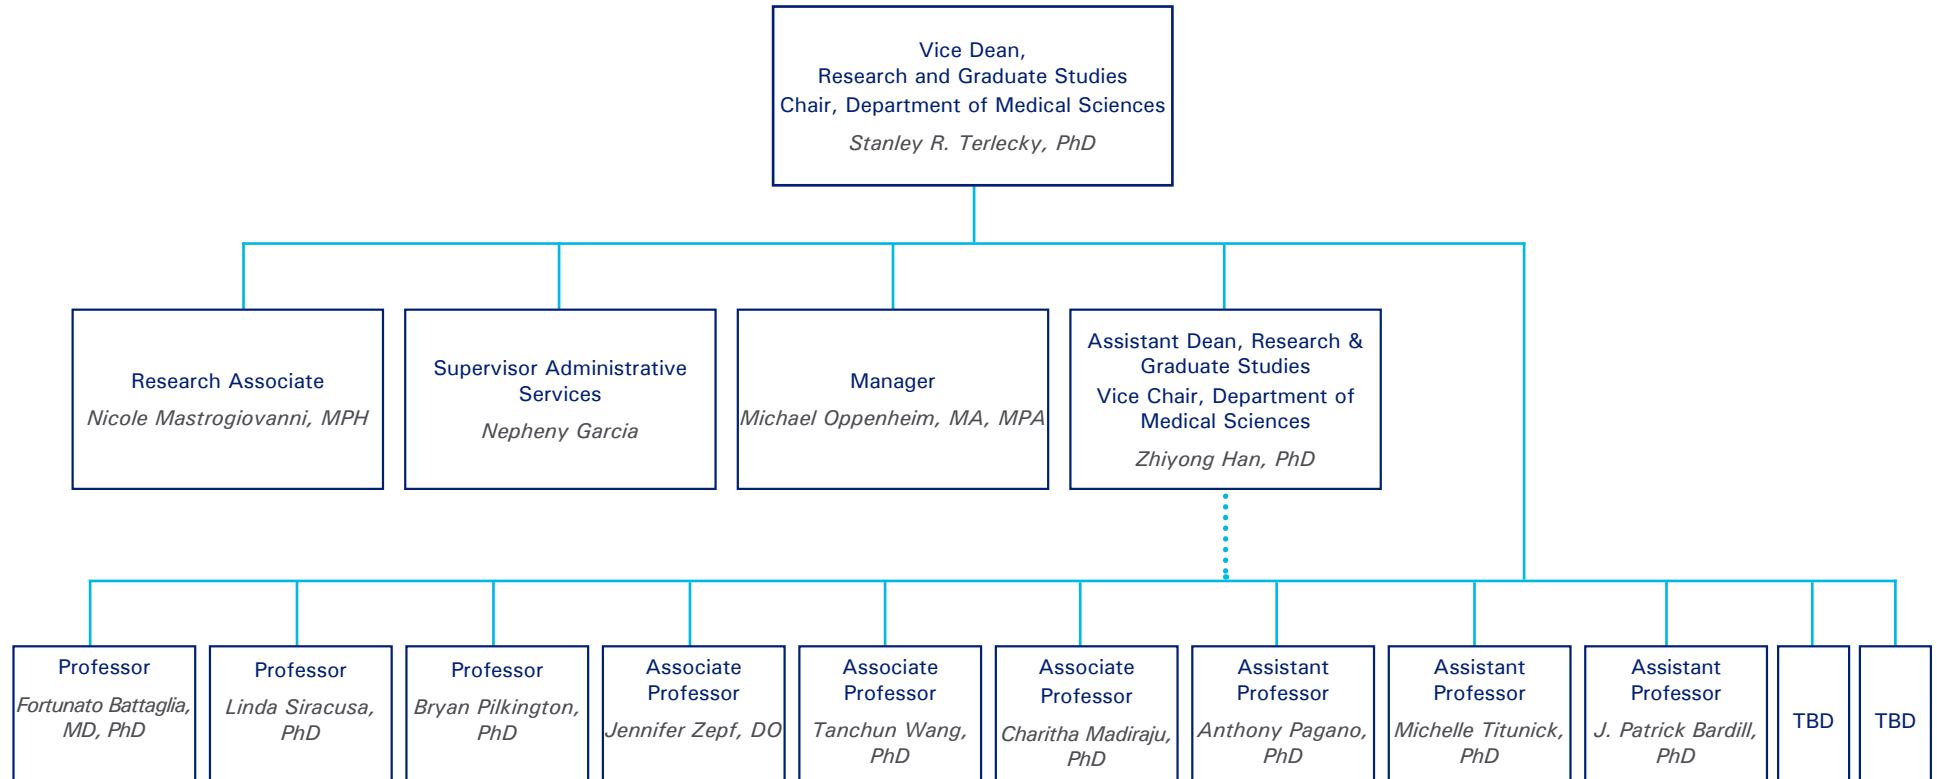 Vice Dean,
Research and Graduate Studies
Chair, Department of Medical Sciences
Stanley R. Terlecky, PhD
Research Associate
Nicole Mastrogiovanni, MPH
Supervisor Administrative
Services
Nepheny Garcia
Manager
Michael Oppenheim, MA, MPA
Assistant Dean, Research &
Graduate Studies
Vice Chair, Department of
Medical Sciences
Zhiyong Han, PhD
Professor
Fortunato Battaglia,
MD, PhD
Professor
Linda Siracusa,
PhD
Professor
Bryan Pilkington,
PhD
Associate
Professor
Jennifer Zepf, DO
Associate
Professor
Tanchun Wang,
PhD
Associate
Professor
Charitha Madiraju,
PhD
Assistant
Professor
Anthony Pagano,
PhD
Assistant
Professor
Michelle Titunick,
PhD
Assistant
Professor
J. Patrick Bardill,
PhD
TBD
TBD